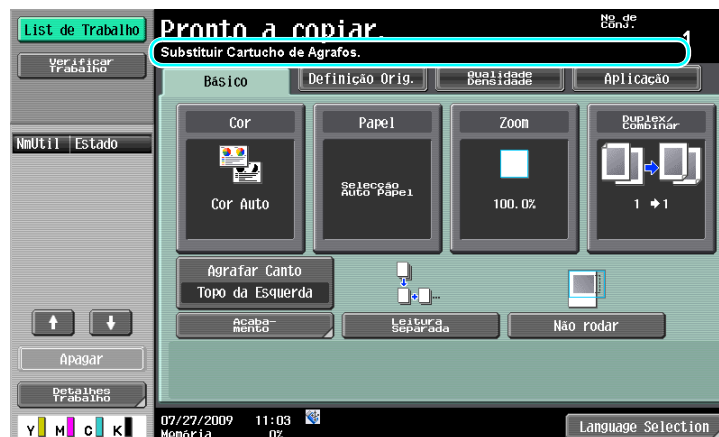 List de Trabalho
Verificar
Trabalho
NmUtil Estado
Apagar
Detalhes
Trabalho
Y M C K
Pronto a copiar.
No de
Conj.
1
Substituir Cartucho de Agrafos.
Básico
Definição Orig.
Qualidade
Densidade
Aplicação
Cor
Papel
Zoom
Duplex/
Combinar
Cor Auto
Selecção
Auto Papel
100.0%
1 → 1
Agrafar Canto
Topo da Esquerda
Acaba-
mento
Leitura
Separada
Não rodar
07/27/2009 11:03
Memória 0%
Language Selection